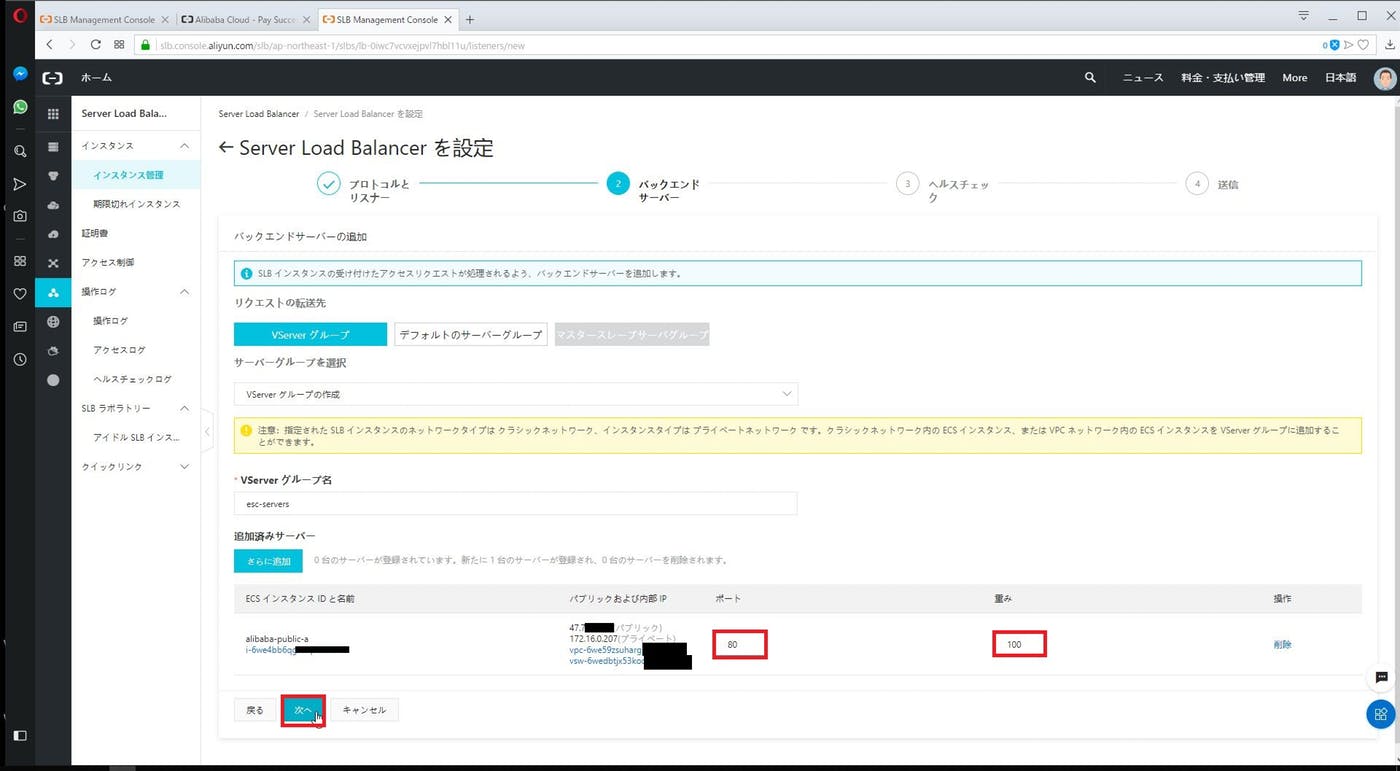 SLB Management Console
Alibaba Cloud - Pay Succe
SLB Management Console
slb.console.aliyun.com/slb/ap-northeast-1/slbs/lb-0iwc7vcvxejpvl7hbl11u/listeners/new
0
ホーム
ニュース
料金・支払い管理
More
日本語
Server Load Bala...
インスタンス
インスタンス管理
期限切れインスタンス
証明書
アクセス制御
操作ログ
操作ログ
アクセスログ
ヘルスチェックログ
SLB ラボラトリー
アイドル SLB インス...
クイックリンク
Server Load Balancer / Server Load Balancer を設定
← Server Load Balancer を設定
プロトコルと
リスナー
2
バックエンド
サーバー
3
ヘルスチェッ
ク
4
送信
バックエンドサーバーの追加
SLB インスタンスの受け付けたアクセスリクエストが処理されるよう、バックエンドサーバーを追加します。
リクエストの転送先
VServer グループ
デフォルトのサーバーグループ
マスタースレーブサーバグループ
サーバーグループを選択
VServer グループの作成
注意: 指定された SLB インスタンスのネットワークタイプは クラシックネットワーク、インスタンスタイプは プライベートネットワーク です。クラシックネットワーク内の ECS インスタンス、または VPC ネットワーク内の ECS インスタンスを VServer グループに追加するこ
とができます。
* VServer グループ名
esc-servers
追加済みサーバー
さらに追加
0 台のサーバーが登録されています。新たに 1 台のサーバーが登録され、0 台のサーバーを削除されます。
ECS インスタンス ID と名前
パブリックおよび内部 IP
ポート
重み
操作
alibaba-public-a
i-6we4bb6qg
47.7
パブリック)
172.16.0.207(プライベート)
vpc-6we59zsuharg
vsw-6wedbtjx53koc
80
100
削除
戻る
次へ
キャンセル